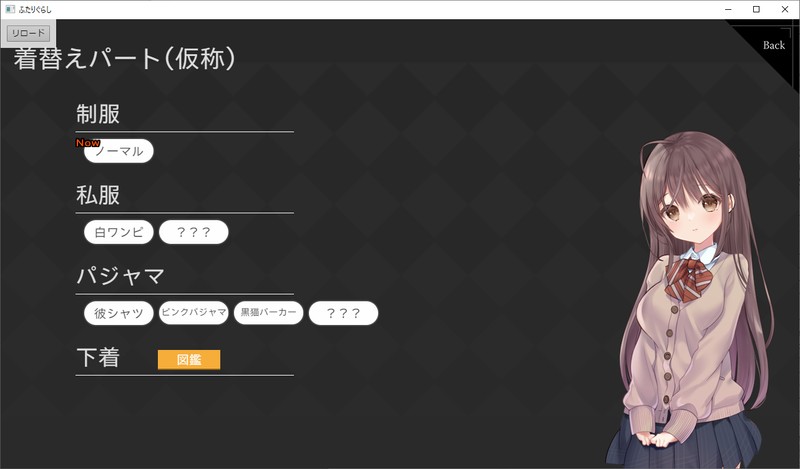 ふたりぐらし
リロード
Back
着替えパート(仮称)
制服
Now
ノーマル
私服
白ワンピ ？？？
パジャマ
彼シャツ ピンクパジャマ 黒猫パーカー ？？？
下着 図鑑